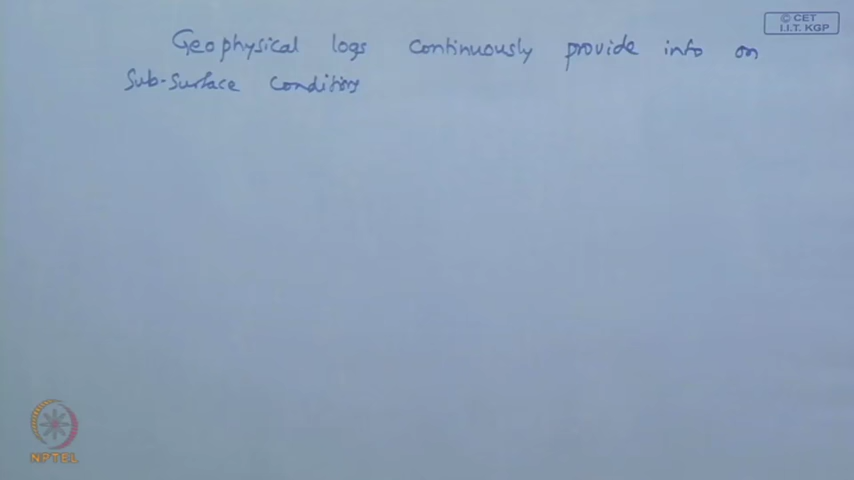 © CET
I.I.T. KGP
Geophysical logs continuously provide info on
Sub-Surface conditions
NPTEL